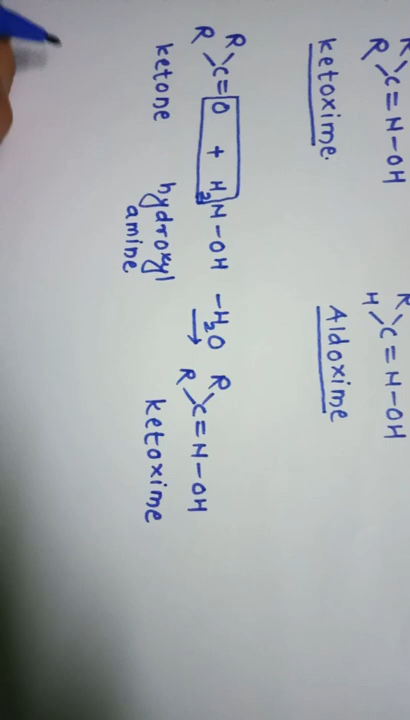 R R
C=N-OH C=N-OH
R H
ketoxime. Aldoxime
R R
C=O + H2N-OH -H2O C=N-OH
R → R
ketone hydroxyl ketoxime
amine